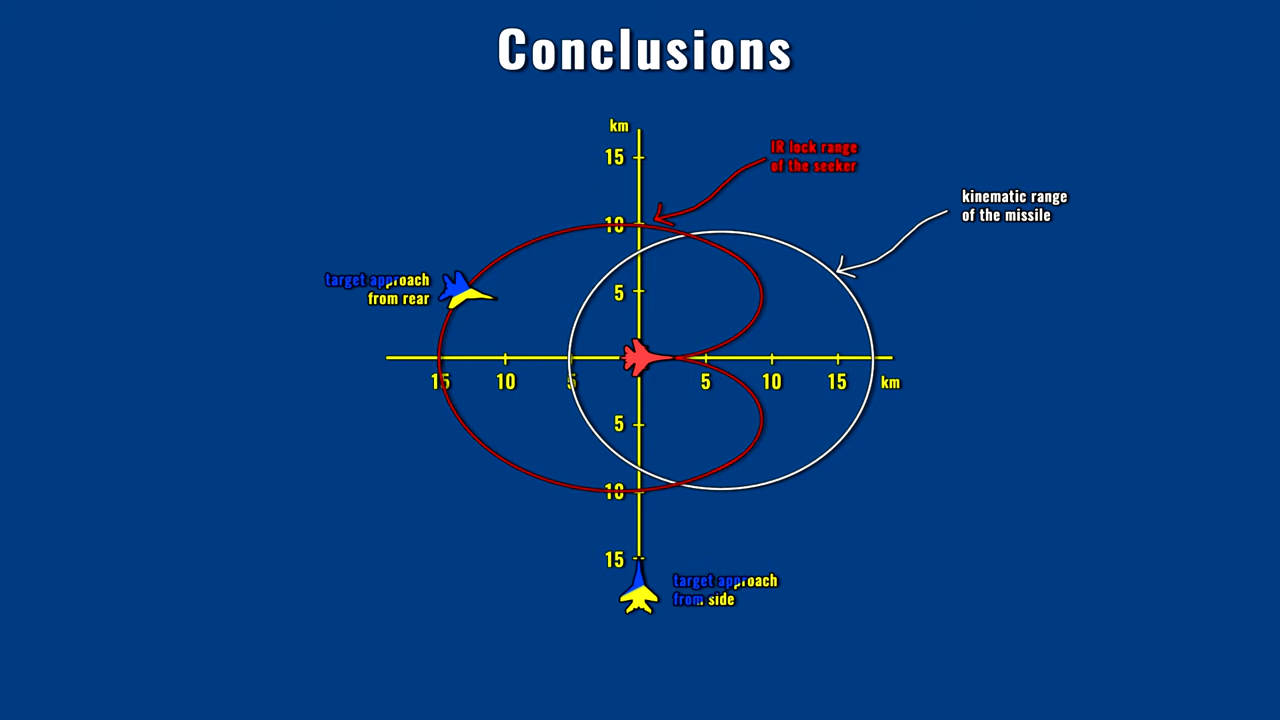 Conclusions
km
15
IR lock range
of the seeker
kinematic range
of the missile
10
target approach
from rear
5
15 10 5 5 10 15 km
5
10
15
target approach
from side